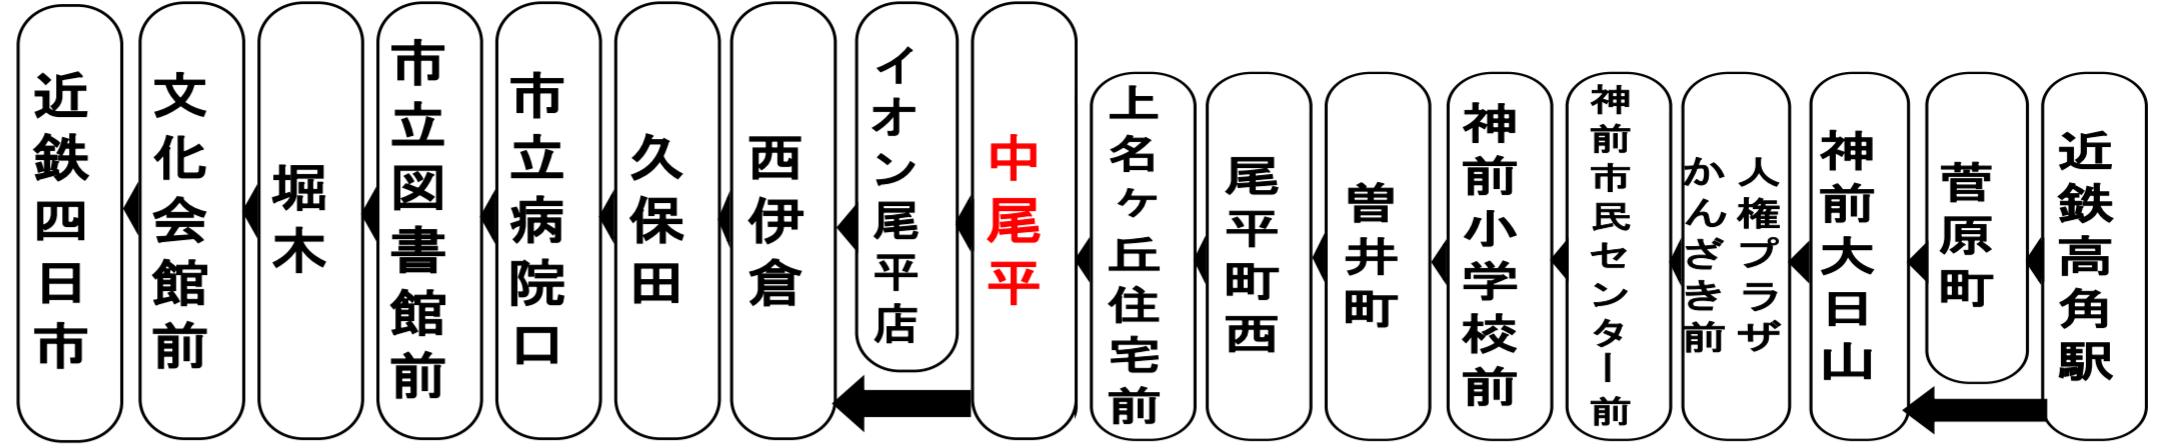 近鉄高角駅
菅原町
神前大日山
人権プラザ
かんざき前
神前市民センター前
神前小学校前
曽井町
尾平町西
上名ヶ丘住宅前
中尾平
イオン尾平店
西伊倉
久保田
市立病院口
市立図書館前
堀木
文化会館前
近鉄四日市